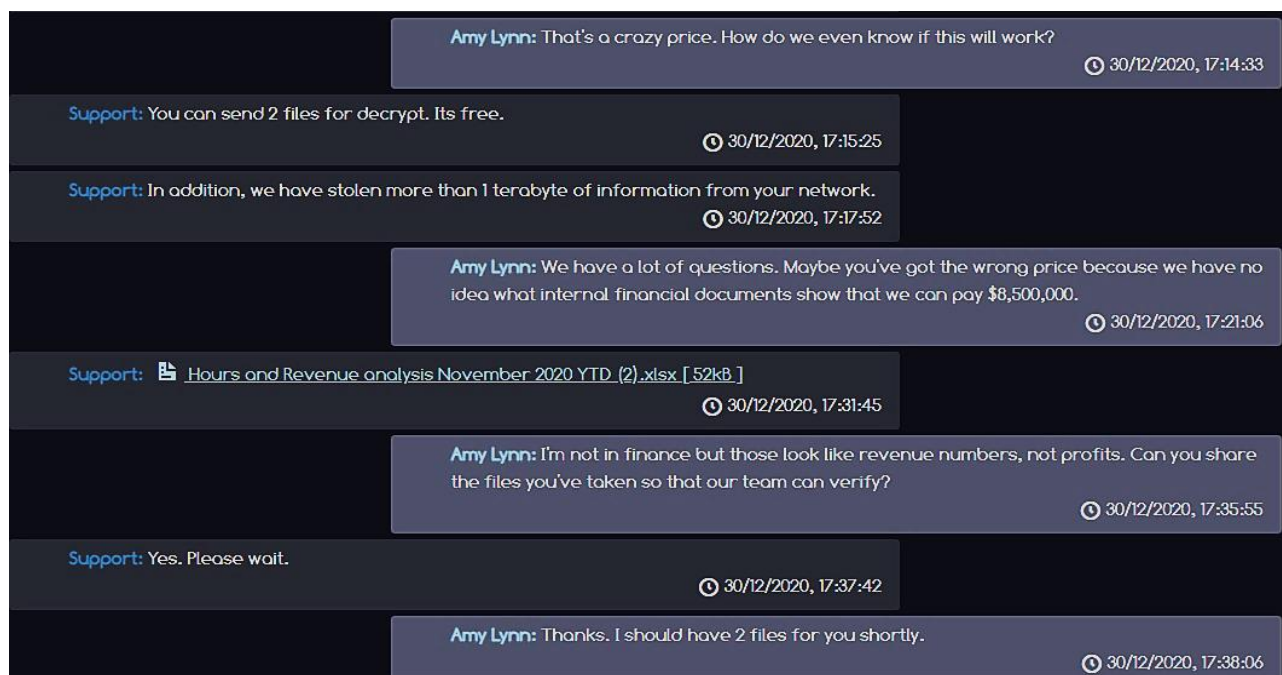 Amy Lynn: That's a crazy price. How do we even know if this will work?
30/12/2020, 17:14:33
Support: You can send 2 files for decrypt. Its free.
30/12/2020, 17:15:25
Support: In addition, we have stolen more than 1 terabyte of information from your network.
30/12/2020, 17:17:52
Amy Lynn: We have a lot of questions. Maybe you've got the wrong price because we have no
idea what internal financial documents show that we can pay $8,500,000.
30/12/2020, 17:21:06
Support: Hours and Revenue analysis November 2020 YTD (2).xlsx [ 52kB ]
30/12/2020, 17:31:45
Amy Lynn: I'm not in finance but those look like revenue numbers, not profits. Can you share
the files you've taken so that our team can verify?
30/12/2020, 17:35:55
Support: Yes. Please wait.
30/12/2020, 17:37:42
Amy Lynn: Thanks. I should have 2 files for you shortly.
30/12/2020, 17:38:06